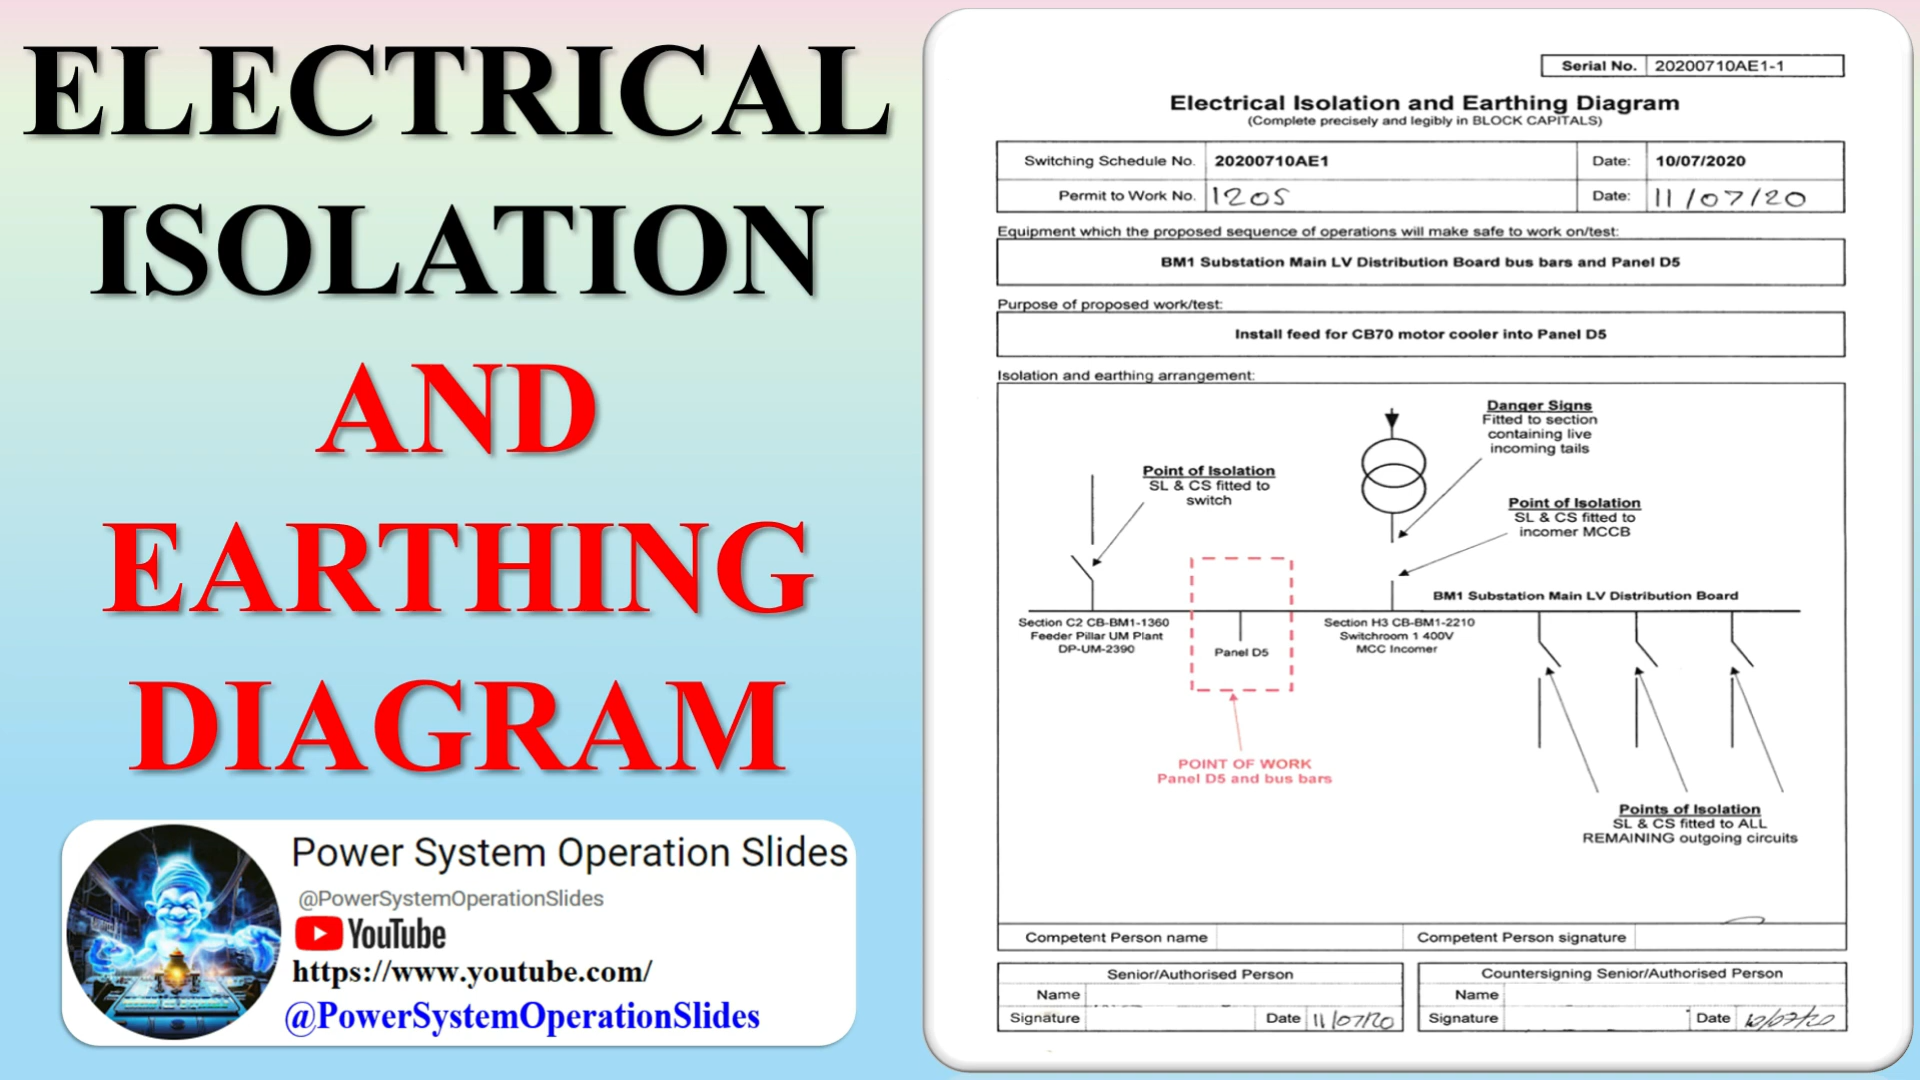 ELECTRICAL
ISOLATION
AND
EARTHING
DIAGRAM
Power System Operation Slides
@PowerSystemOperationSlides
YouTube
https://www.youtube.com/
@PowerSystemOperationSlides
Serial No. 20200710AE1-1
Electrical Isolation and Earthing Diagram
(Complete precisely and legibly in BLOCK CAPITALS)
Switching Schedule No. 20200710AE1 Date: 10/07/2020
Permit to Work No. 1205 Date: 11/07/20
Equipment which the proposed sequence of operations will make safe to work on/test:
BM1 Substation Main LV Distribution Board bus bars and Panel D5
Purpose of proposed work/test:
Install feed for CB70 motor cooler into Panel D5
Isolation and earthing arrangement:
Danger Signs
Fitted to section
containing live
incoming tails
Point of Isolation
SL & CS fitted to
switch
Point of Isolation
SL & CS fitted to
incomer MCCB
BM1 Substation Main LV Distribution Board
Section C2 CB-BM1-1360
Feeder Pillar UM Plant
DP-UM-2390
Panel D5
Section H3 CB-BM1-2210
Switchroom 1 400V
MCC Incomer
POINT OF WORK
Panel D5 and bus bars
Points of Isolation
SL & CS fitted to ALL
REMAINING outgoing circuits
Competent Person name
Competent Person signature
Senior/Authorised Person
Name
Signature Date 11/07/20
Countersigning Senior/Authorised Person
Name
Signature Date 10/07/20